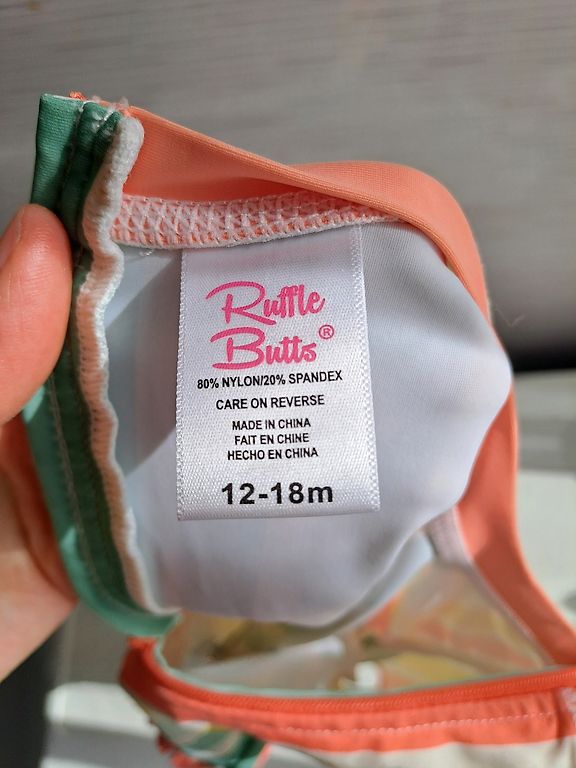 Ruffle
Butts®
80% NYLON/20% SPANDEX
CARE ON REVERSE
MADE IN CHINA
FAIT EN CHINE
HECHO EN CHINA
12-18m